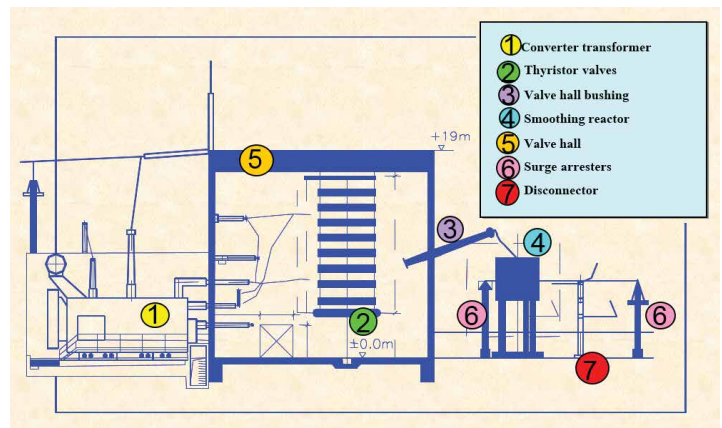 1 Converter transformer
2 Thyristor valves
3 Valve hall bushing
4 Smoothing reactor
5 Valve hall
6 Surge arresters
7 Disconnector
+19m
5
3
4
1
2
6
6
±0.0m
7